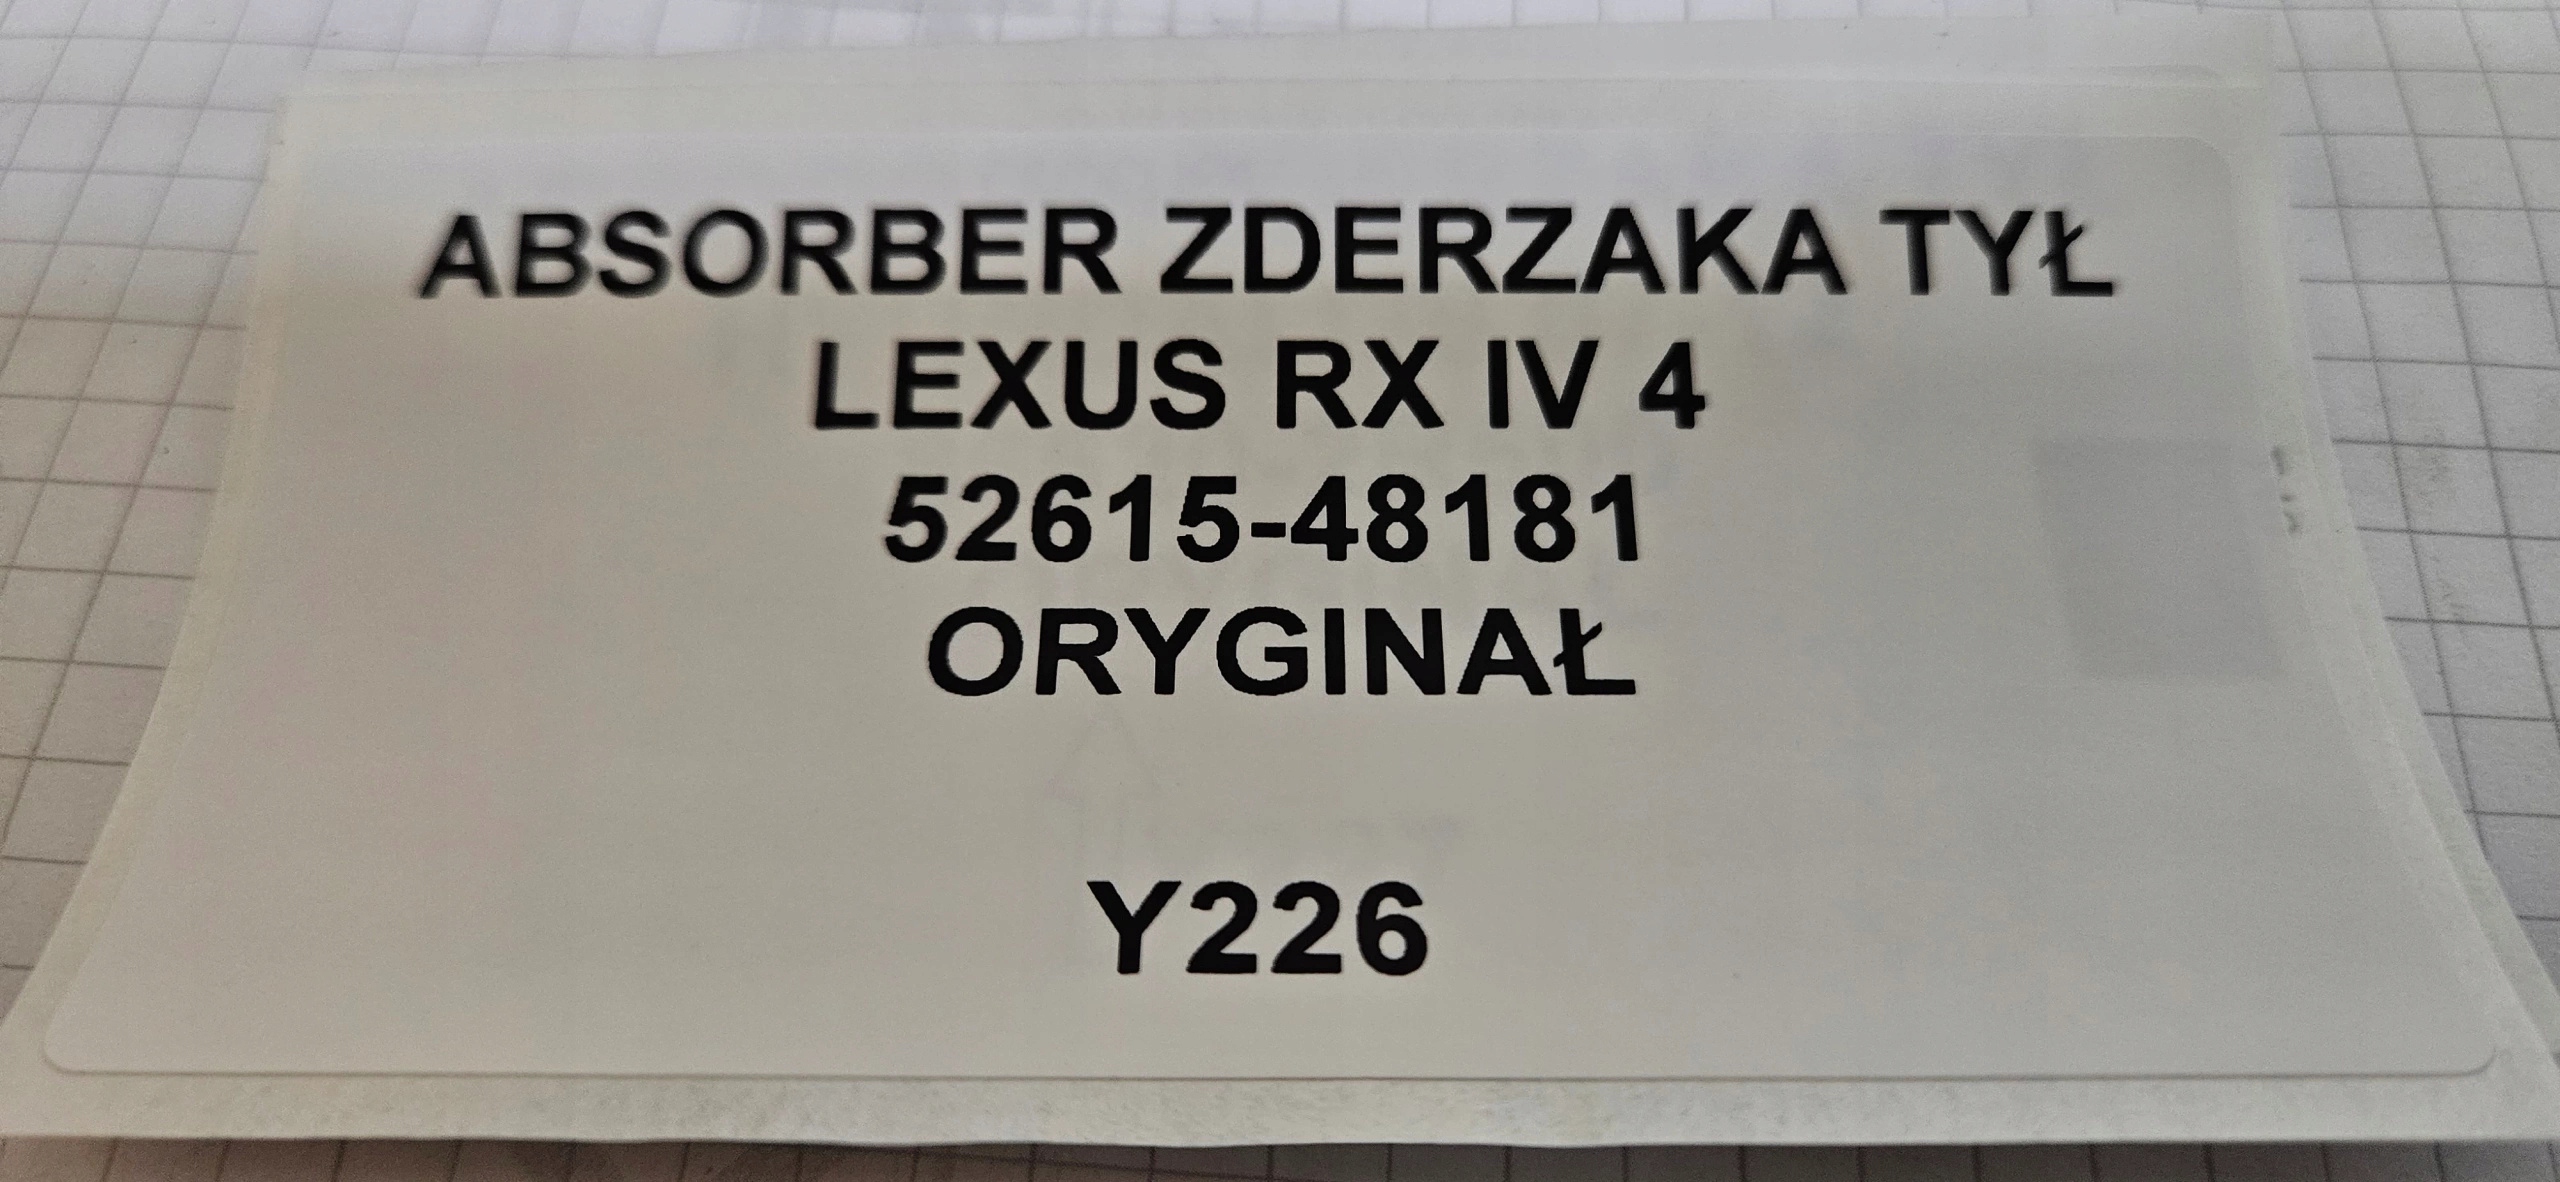 ABSORBER ZDERZAKA TYŁ
LEXUS RX IV 4
52615-48181
ORYGINAŁ
Y226